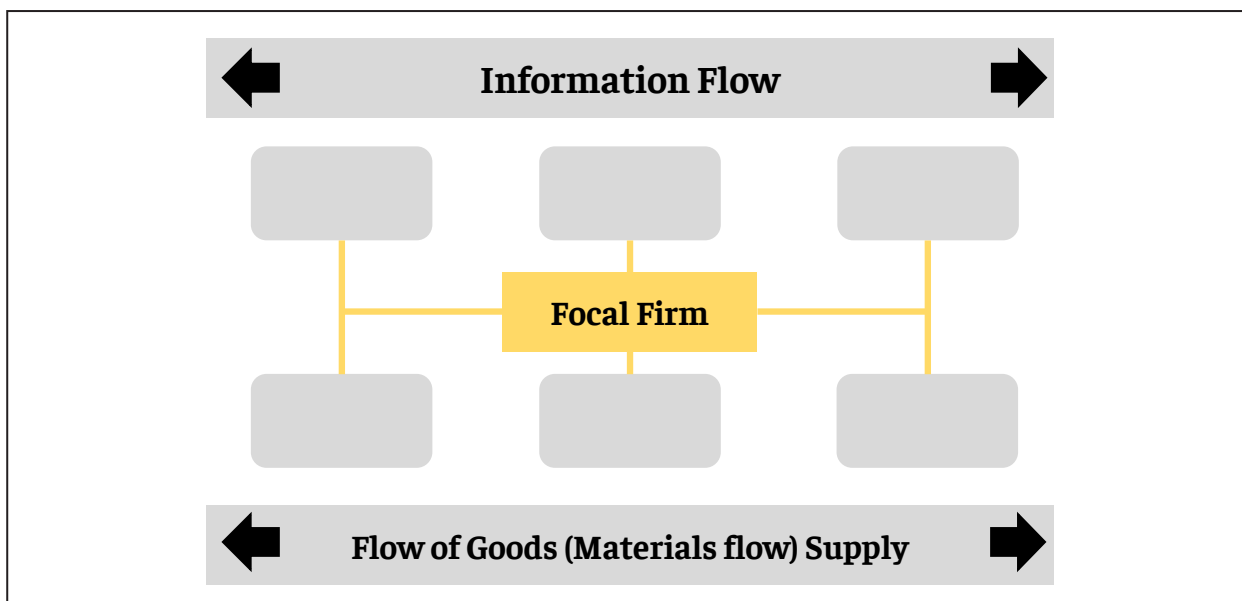 Information Flow
Focal Firm
Flow of Goods (Materials flow) Supply